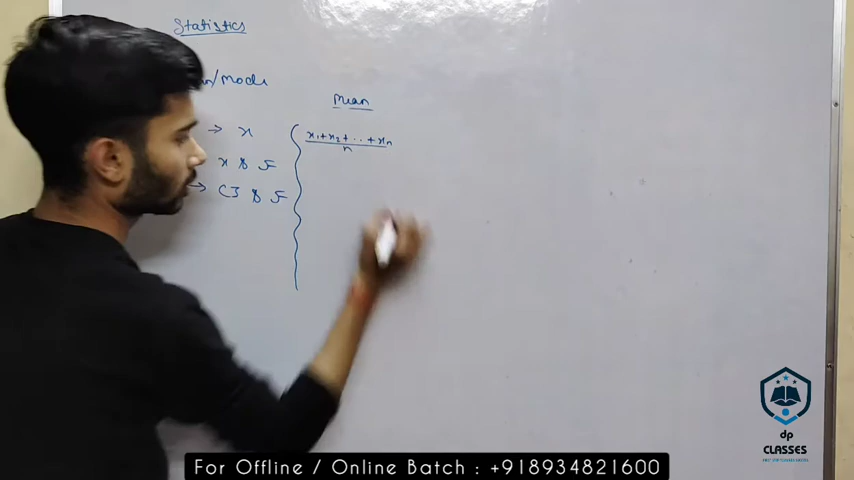 Statistics
/Mode
Mean
→ x
x1+x2+...+xn
n
x & F
→ CI & F
dp
CLASSES
For Offline / Online Batch : +918934821600